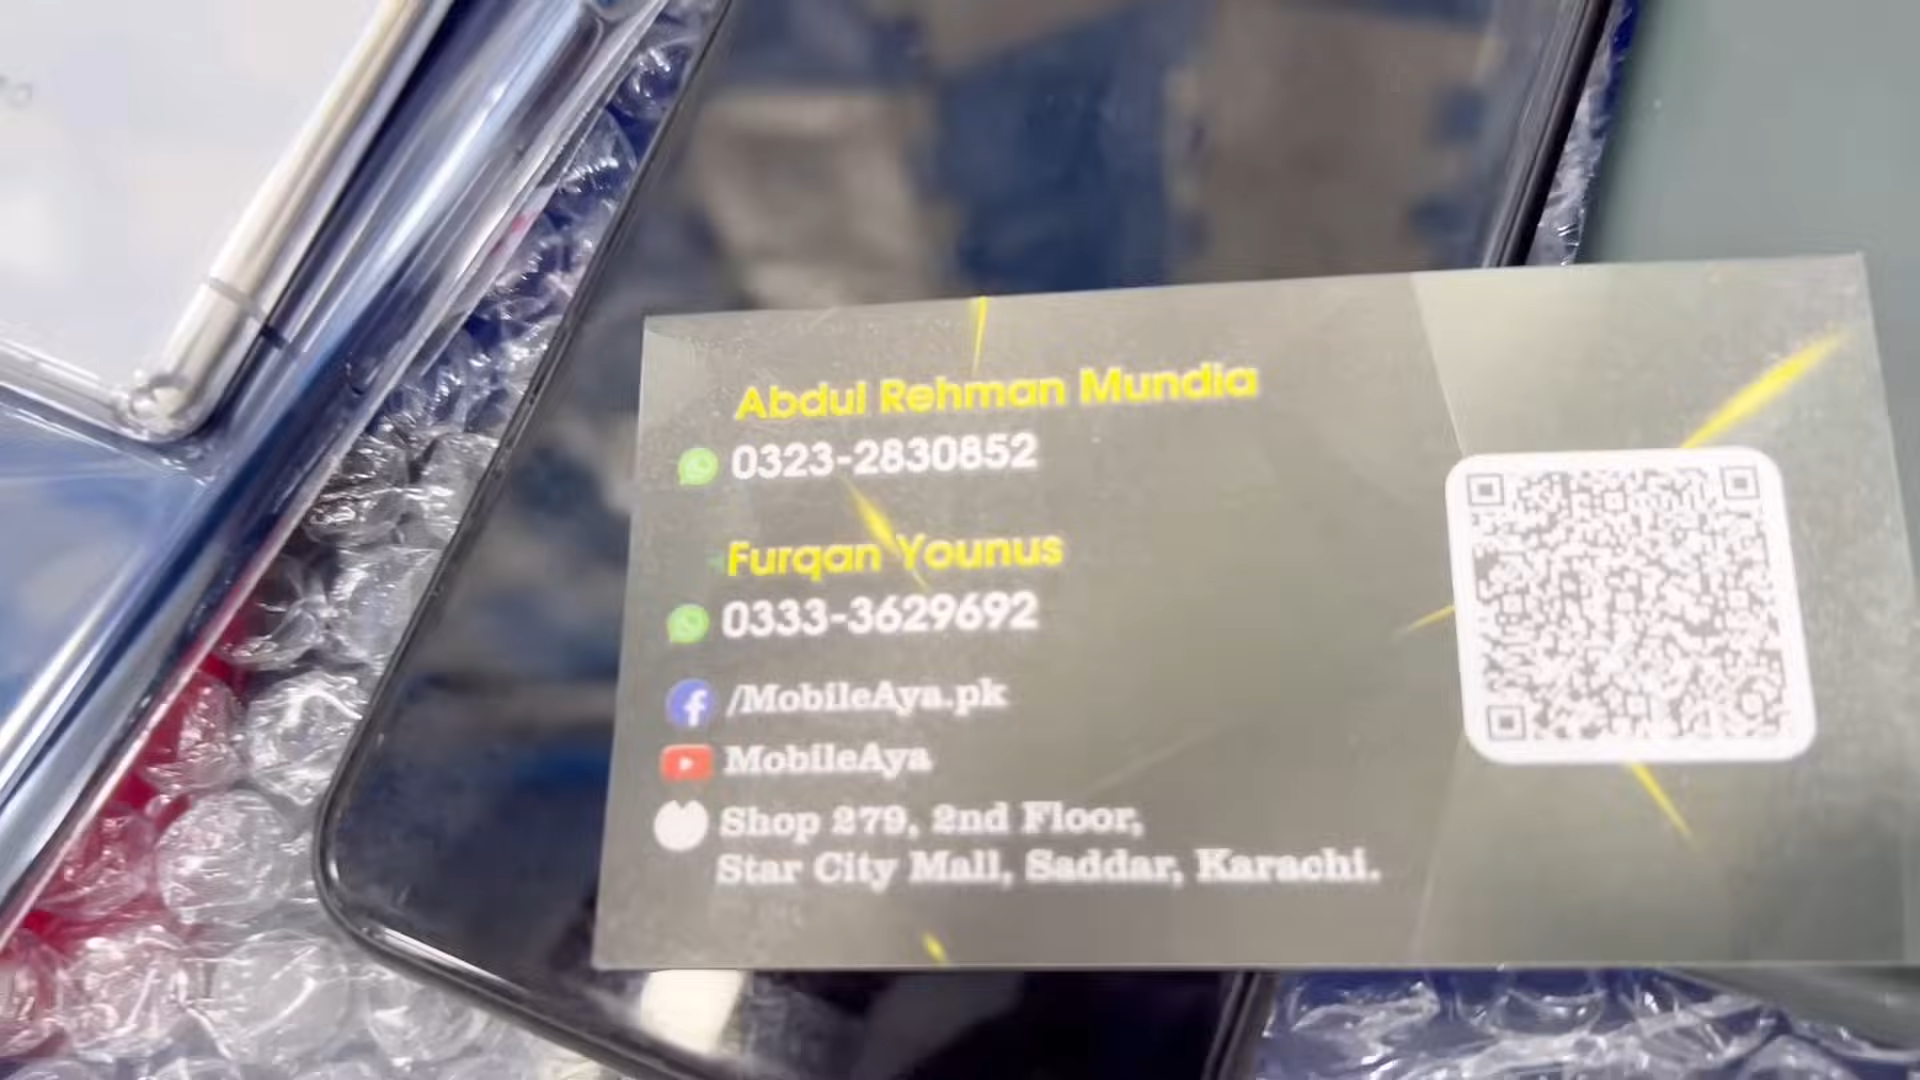 Abdul Rehman Mundia
0323-2830852
Furqan Younus
0333-3629692
/MobileAya.pk
MobileAya
Shop 279, 2nd Floor,
Star City Mall, Saddar, Karachi.